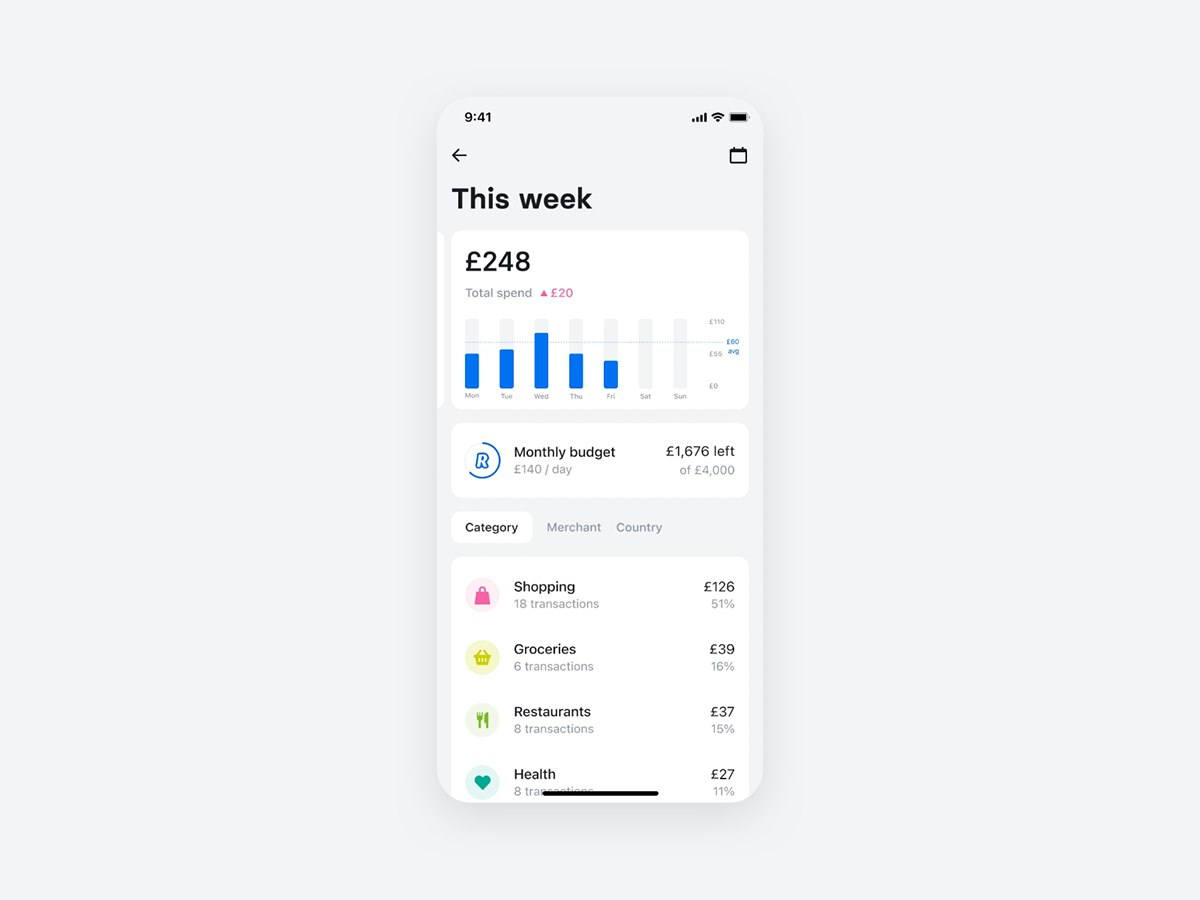 9:41
This week
£248
Total spend ▲ £20
£110
£60
avg
£55
£0
Mon Tue Wed Thu Fri Sat Sun
R
Monthly budget £1,676 left
£140 / day of £4,000
Category Merchant Country
Shopping £126
18 transactions 51%
Groceries £39
6 transactions 16%
Restaurants £37
8 transactions 15%
Health £27
8 transactions 11%